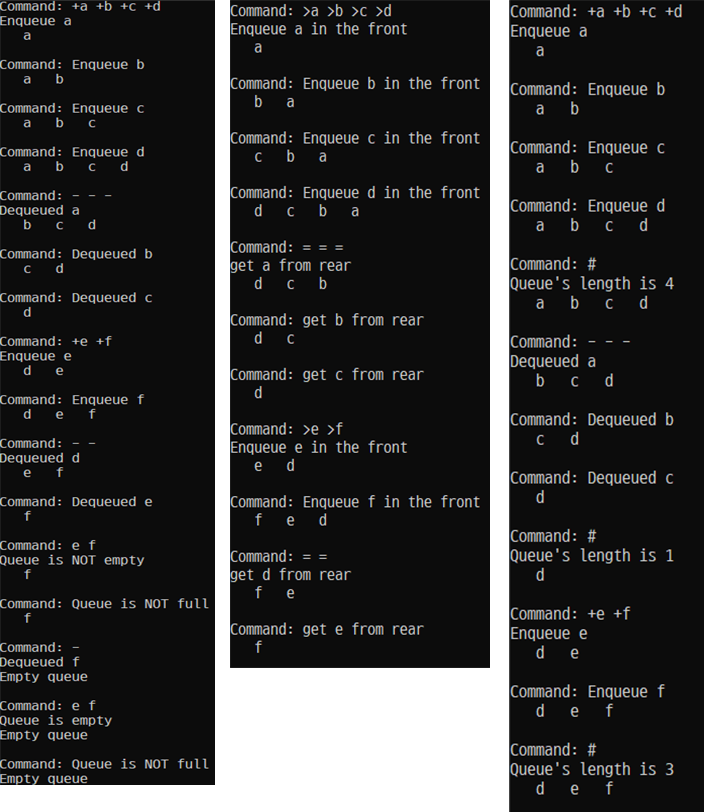 Command: +a +b +c +d
Enqueue a
a
Command: Enqueue b
a b
Command: Enqueue c
a b c
Command: Enqueue d
a b c d
Command: - - -
Dequeued a
b c d
Command: Dequeued b
c d
Command: Dequeued c
d
Command: +e +f
Enqueue e
d e
Command: Enqueue f
d e f
Command: - -
Dequeued d
e f
Command: Dequeued e
f
Command: e f
Queue is NOT empty
f
Command: Queue is NOT full
f
Command: -
Dequeued f
Empty queue
Command: e f
Queue is empty
Empty queue
Command: Queue is NOT full
Empty queue
Command: >a >b >c >d
Enqueue a in the front
a
Command: Enqueue b in the front
b a
Command: Enqueue c in the front
c b a
Command: Enqueue d in the front
d c b a
Command: = = =
get a from rear
d c b
Command: get b from rear
d c
Command: get c from rear
d
Command: >e >f
Enqueue e in the front
e d
Command: Enqueue f in the front
f e d
Command: = =
get d from rear
f e
Command: get e from rear
f
Command: +a +b +c +d
Enqueue a
a
Command: Enqueue b
a b
Command: Enqueue c
a b c
Command: Enqueue d
a b c d
Command: #
Queue's length is 4
a b c d
Command: - - -
Dequeued a
b c d
Command: Dequeued b
c d
Command: Dequeued c
d
Command: #
Queue's length is 1
d
Command: +e +f
Enqueue e
d e
Command: Enqueue f
d e f
Command: #
Queue's length is 3
d e f